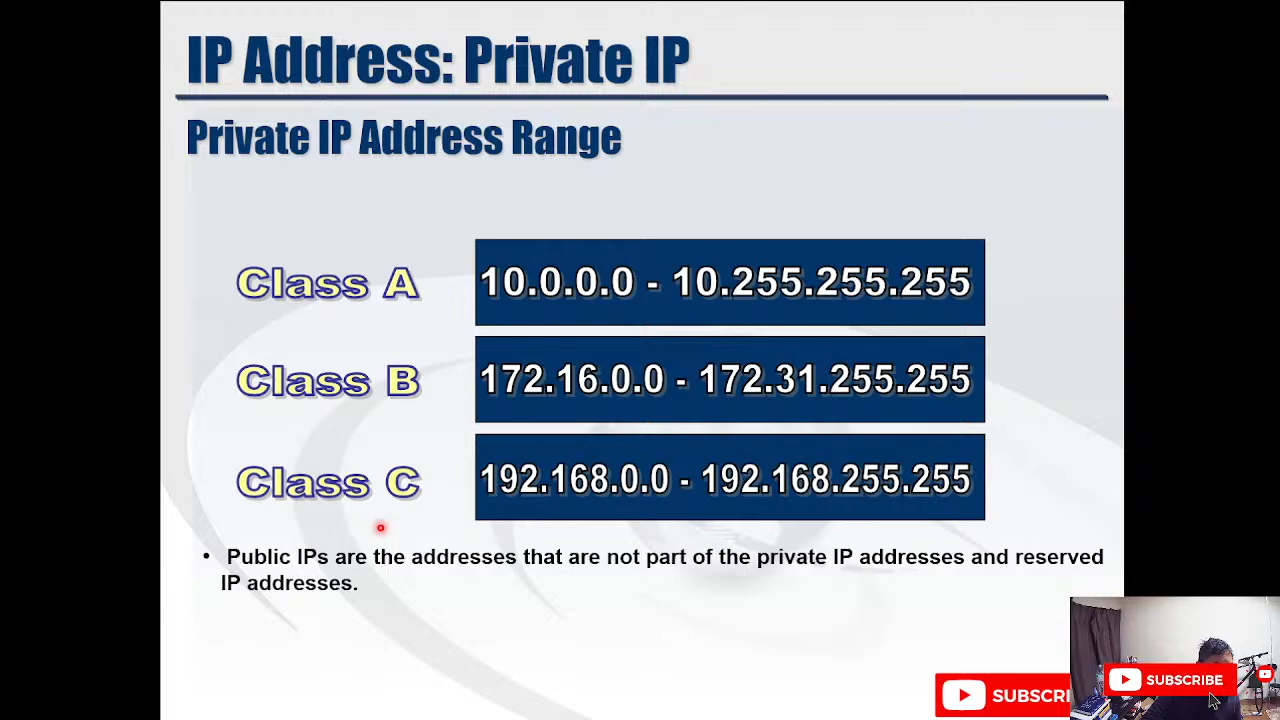 IP Address: Private IP
Private IP Address Range
Class A 10.0.0.0 - 10.255.255.255
Class B 172.16.0.0 - 172.31.255.255
Class C 192.168.0.0 - 192.168.255.255
• Public IPs are the addresses that are not part of the private IP addresses and reserved
IP addresses.
SUBSCRIBE
SUBSCRI